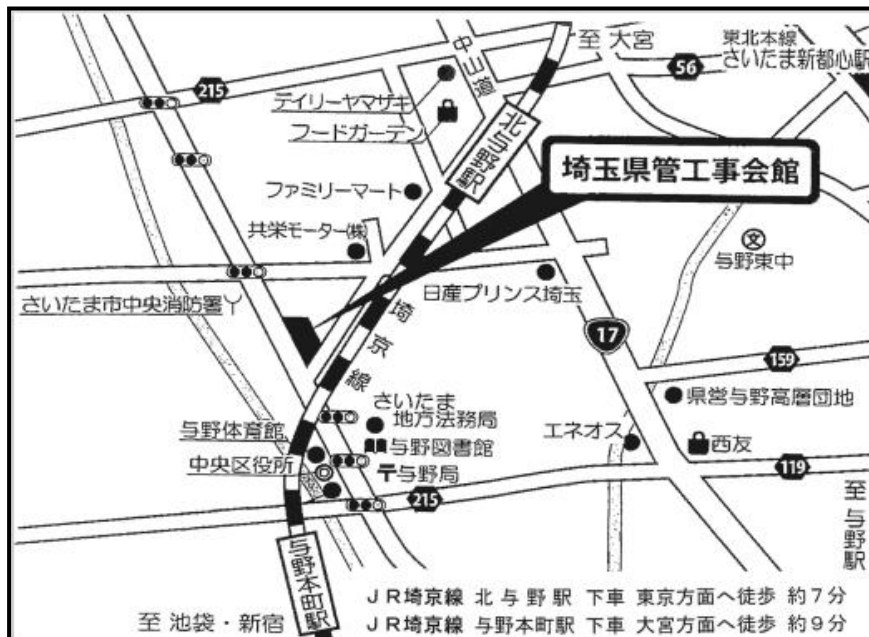 至 大宮
東北本線
さいたま新都心駅
中山道
215
56
デイリーヤマザキ
フードガーデン
北与野駅
埼玉県管工事会館
ファミリーマート
共栄モーター㈱
与野東中
日産プリンス埼玉
さいたま市中央消防署
埼京線
17
159
県営与野高層団地
さいたま
地方法務局
与野体育館
与野図書館
エネオス
西友
中央区役所
〒与野局
119
215
至 与野駅
与野本町駅
至 池袋・新宿
JR埼京線 北与野駅 下車 東京方面へ徒歩 約7分
JR埼京線 与野本町駅 下車 大宮方面へ徒歩 約9分